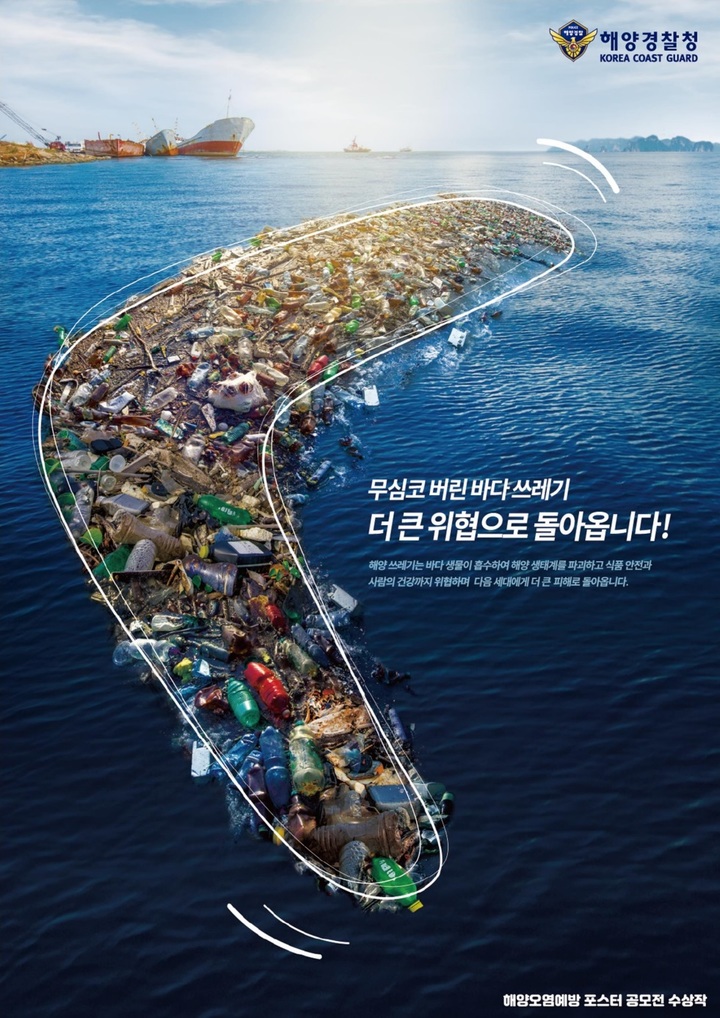 해양경찰청
KOREA COAST GUARD
무심코 버린 바다 쓰레기
더 큰 위협으로 돌아옵니다!
해양 쓰레기는 바다 생물이 흡수하여 해양 생태계를 파괴하고 식품 안전과
사람의 건강까지 위협하며 다음 세대에게 더 큰 피해로 돌아옵니다.
해양오염예방 포스터 공모전 수상작